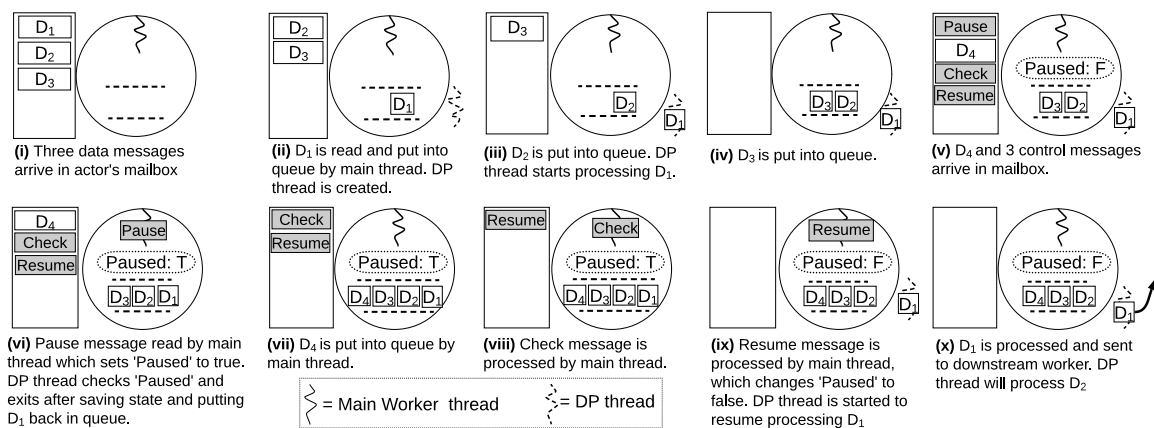 D1
D2
D3
(i) Three data messages
arrive in actor's mailbox
D2
D3
D1
(ii) D1 is read and put into
queue by main thread. DP
thread is created.
D3
D2
D1
(iii) D2 is put into queue. DP
thread starts processing D1.
D3 D2
D1
(iv) D3 is put into queue.
Pause
D4
Check
Resume
Paused: F
D3 D2
D1
(v) D4 and 3 control messages
arrive in mailbox.
D4
Check
Resume
Pause
Paused: T
D3 D2 D1
(vi) Pause message read by main
thread which sets 'Paused' to true.
DP thread checks 'Paused' and
exits after saving state and putting
D1 back in queue.
Check
Resume
Paused: T
D4 D3 D2 D1
(vii) D4 is put into queue by
main thread.
Resume
Check
Paused: T
D4 D3 D2 D1
(viii) Check message is
processed by main thread.
Resume
Paused: F
D4 D3 D2
D1
(ix) Resume message is
processed by main thread,
which changes 'Paused' to
false. DP thread is started to
resume processing D1
Paused: F
D4 D3 D2
D1
(x) D1 is processed and sent
to downstream worker. DP
thread will process D2
= Main Worker thread
= DP thread